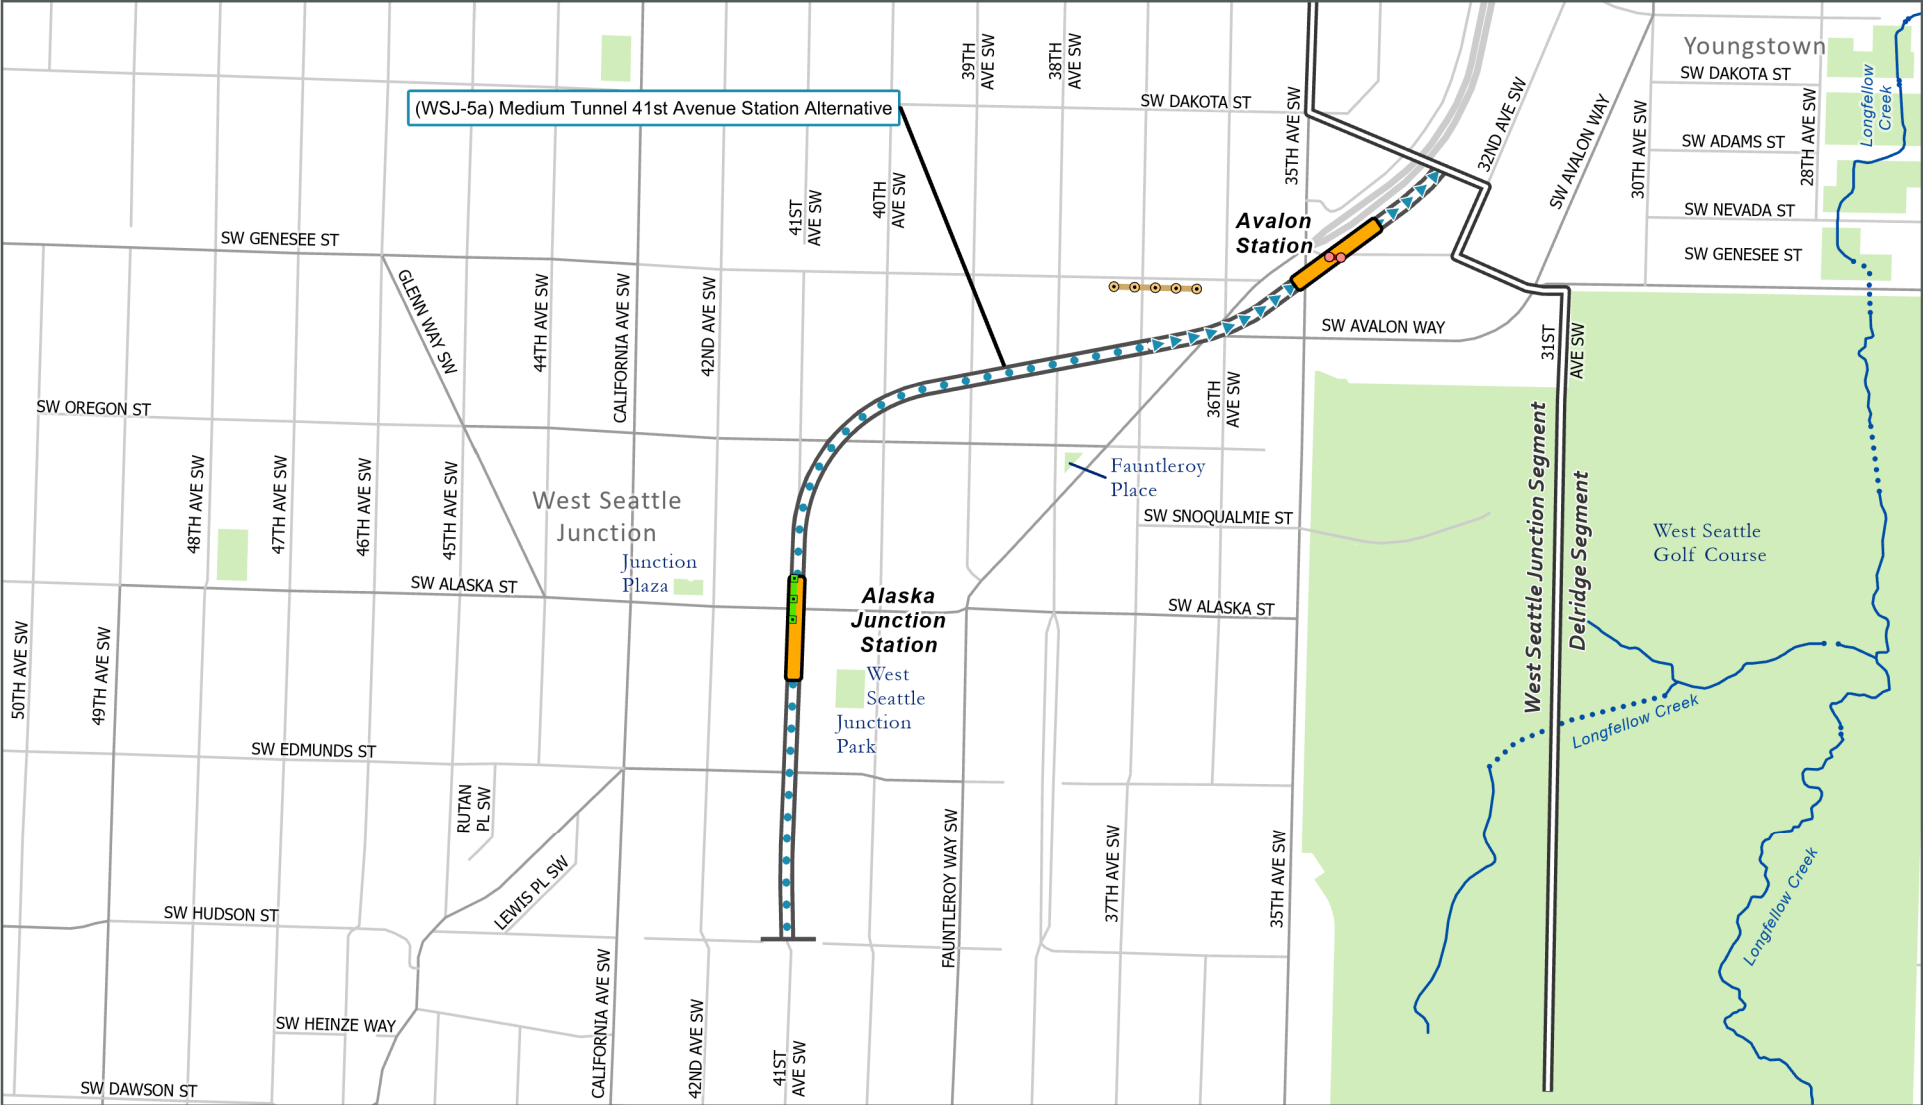 39TH
AVE SW
38TH
AVE SW
Youngstown
SW DAKOTA ST
Longfellow
Creek
(WSJ-5a) Medium Tunnel 41st Avenue Station Alternative
SW DAKOTA ST
35TH AVE SW
32ND AVE SW
SW AVALON WAY
30TH AVE SW
28TH AVE SW
SW ADAMS ST
41ST
AVE SW
40TH
AVE SW
SW NEVADA ST
Avalon
Station
SW GENESEE ST
SW GENESEE ST
GLENN WAY SW
44TH AVE SW
CALIFORNIA AVE SW
42ND AVE SW
SW AVALON WAY
31ST
AVE SW
36TH
AVE SW
SW OREGON ST
48TH AVE SW
47TH AVE SW
46TH AVE SW
45TH AVE SW
West Seattle
Junction
Fauntleroy
Place
SW SNOQUALMIE ST
West Seattle Junction Segment
Delridge Segment
West Seattle
Golf Course
Junction
Plaza
SW ALASKA ST
Alaska
Junction
Station
SW ALASKA ST
50TH AVE SW
49TH AVE SW
West
Seattle
Junction
Park
Longfellow Creek
SW EDMUNDS ST
RUTAN
PL SW
LEWIS PL SW
FAUNTLEROY WAY SW
37TH AVE SW
35TH AVE SW
Longfellow Creek
SW HUDSON ST
CALIFORNIA AVE SW
42ND AVE SW
41ST
AVE SW
SW HEINZE WAY
SW DAWSON ST